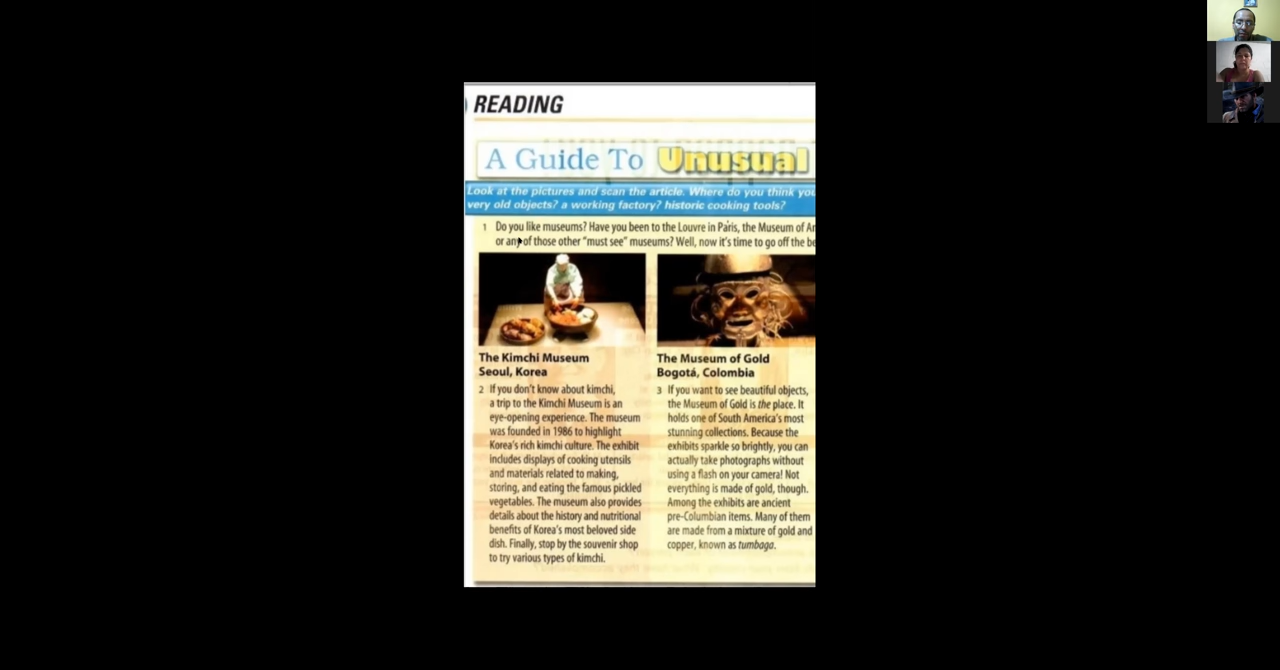 READING
A Guide To Unusual
Look at the pictures and scan the article. Where do you think you
very old objects? a working factory? historic cooking tools?
1 Do you like museums? Have you been to the Louvre in Paris, the Museum of Ar
or any of those other "must see" museums? Well, now it's time to go off the be
The Kimchi Museum
Seoul, Korea
2 If you don't know about kimchi,
a trip to the Kimchi Museum is an
eye-opening experience. The museum
was founded in 1986 to highlight
Korea's rich kimchi culture. The exhibit
includes displays of cooking utensils
and materials related to making,
storing, and eating the famous pickled
vegetables. The museum also provides
details about the history and nutritional
benefits of Korea's most beloved side
dish. Finally, stop by the souvenir shop
to try various types of kimchi.
The Museum of Gold
Bogotá, Colombia
3 If you want to see beautiful objects,
the Museum of Gold is the place. It
holds one of South America's most
stunning collections. Because the
exhibits sparkle so brightly, you can
actually take photographs without
using a flash on your camera! Not
everything is made of gold, though.
Among the exhibits are ancient
pre-Columbian items. Many of them
are made from a mixture of gold and
copper, known as tumbaga.